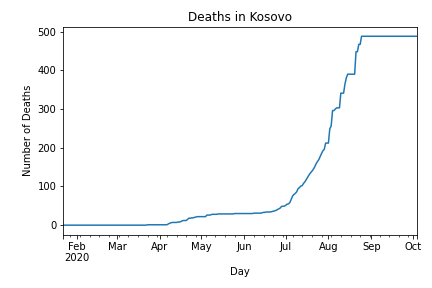 Deaths in Kosovo
Number of Deaths
500
400
300
200
100
0
Feb Mar Apr May Jun Jul Aug Sep Oct
2020
Day